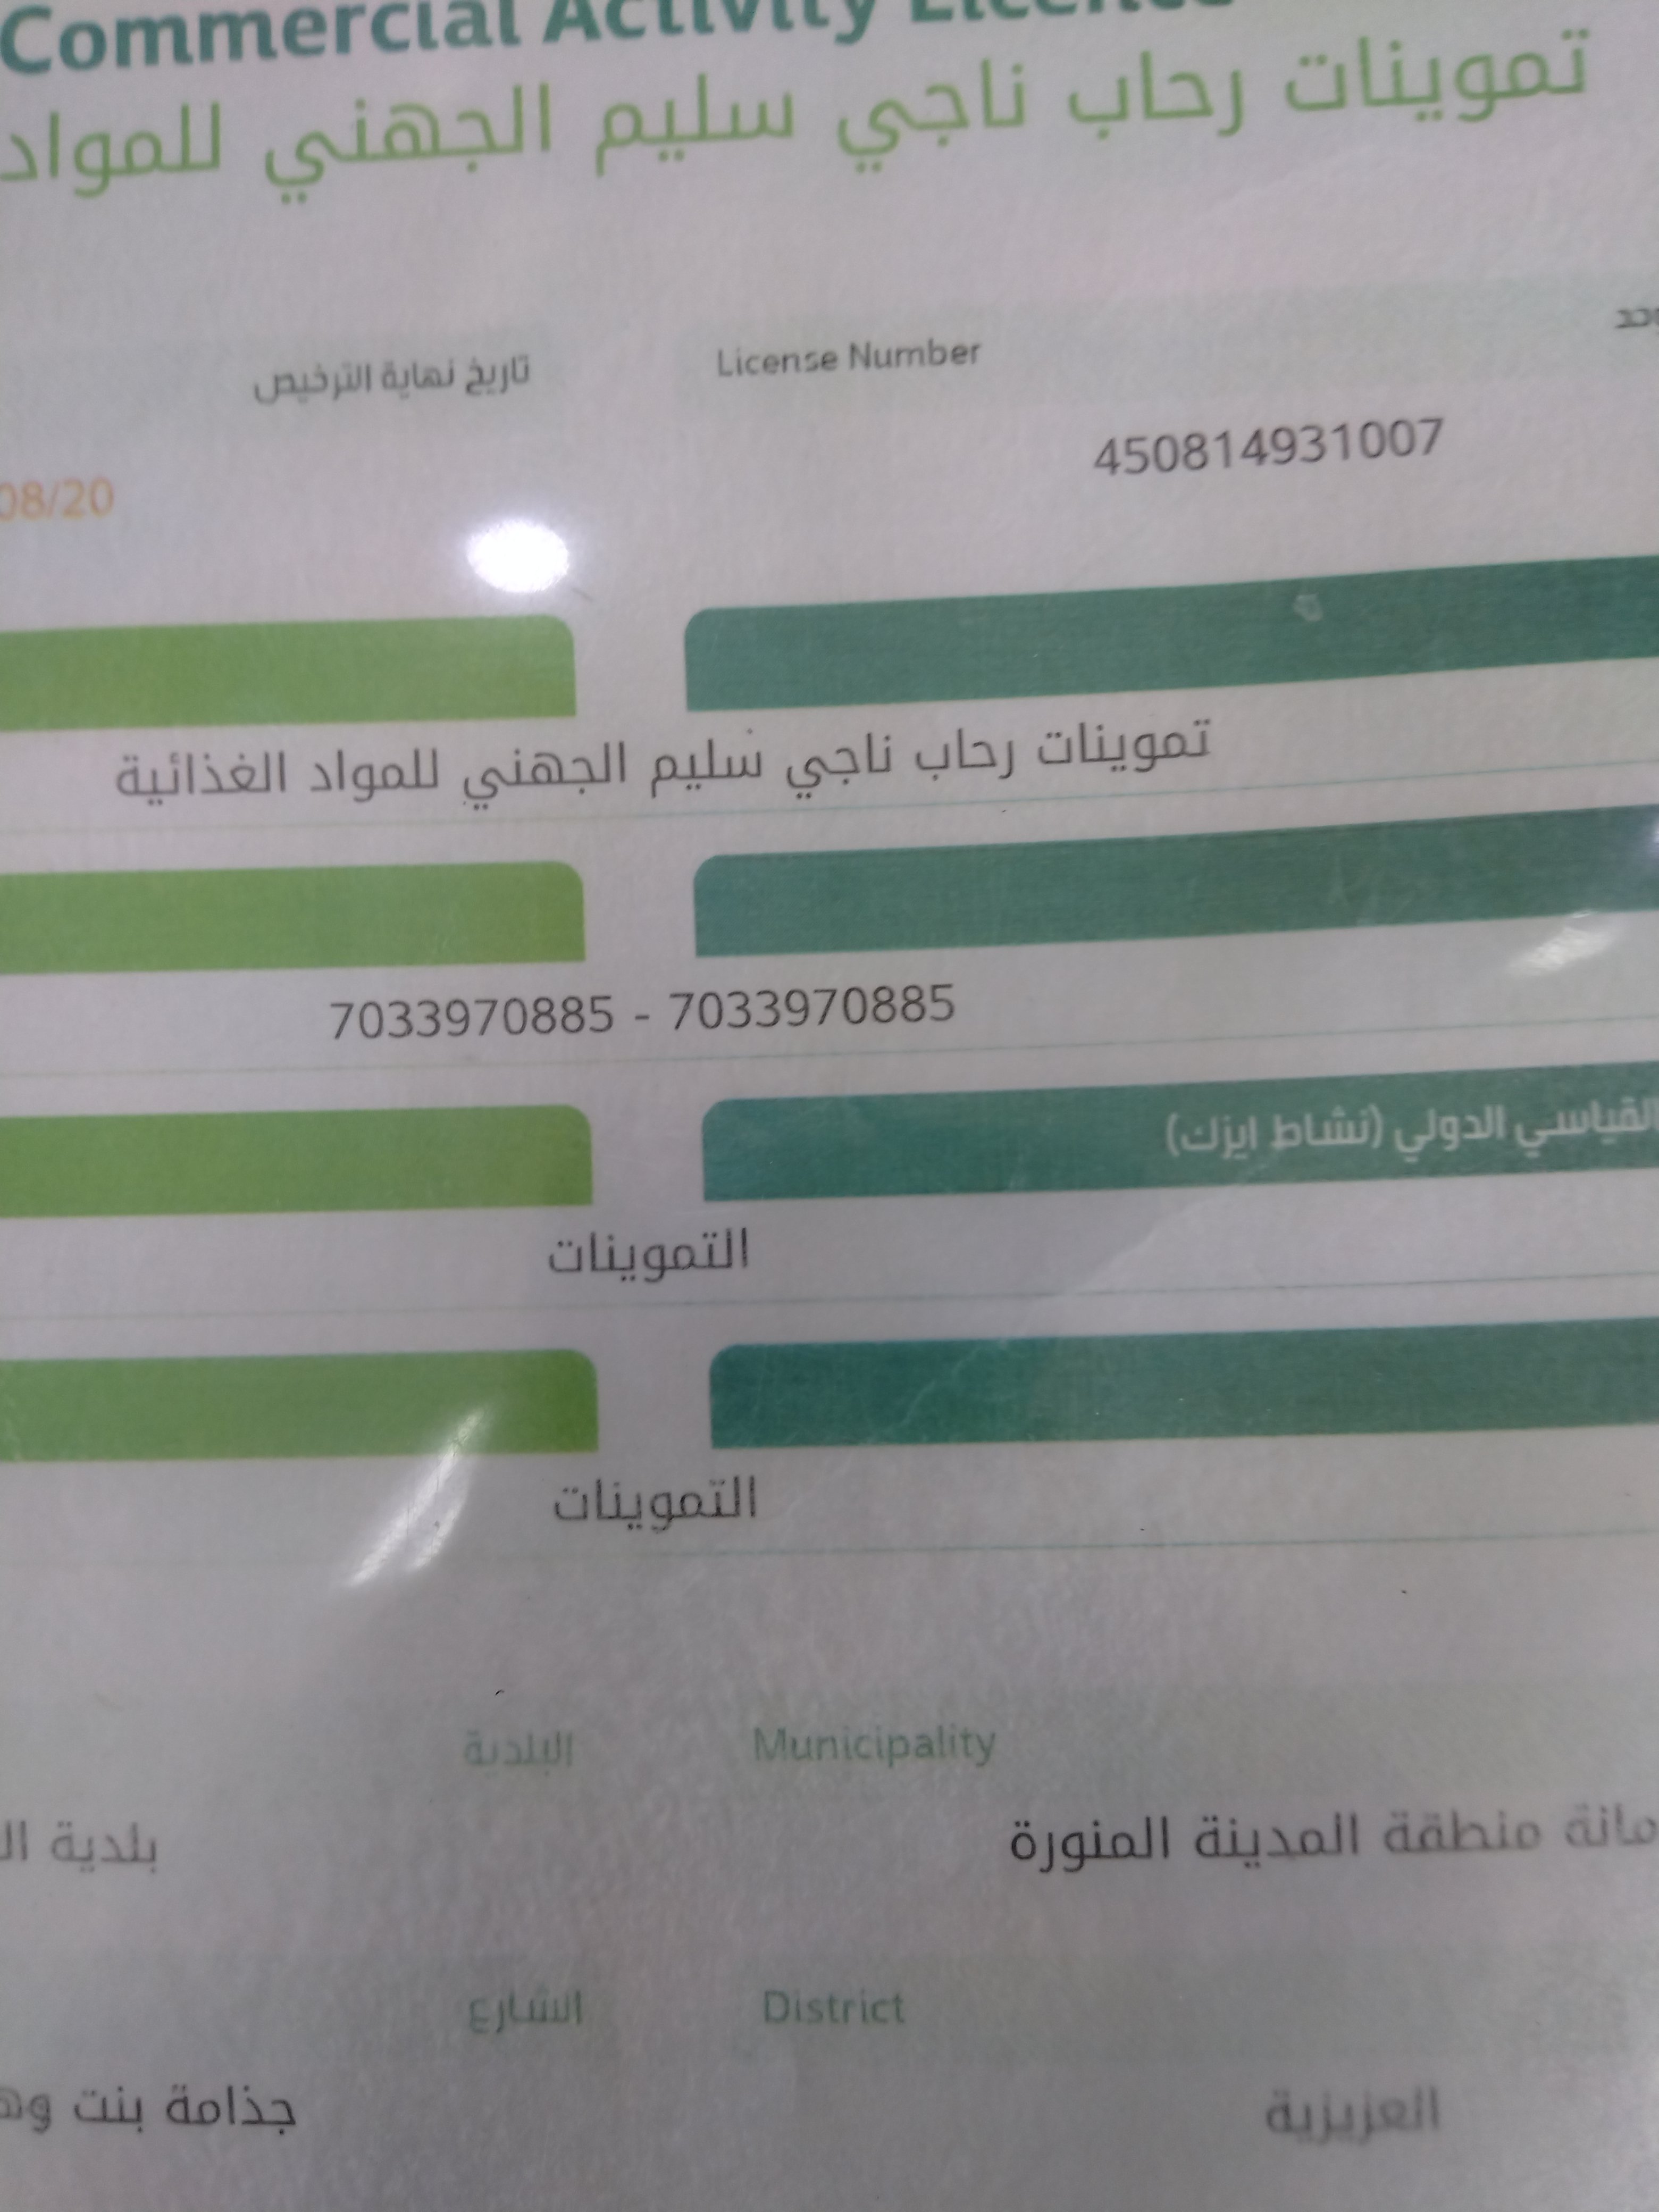 Commercial Activity Licence
تموينات رحاب ناجي سليم الجهني للمواد
License Number
تاريخ نهاية الترخيص
450814931007
08/20
تموينات رحاب ناجي سليم الجهني للمواد الغذائية
7033970885 - 7033970885
القياسي الدولي (نشاط ايزك)
التموينات
التموينات
Municipality البلدية
منطقة المدينة المنورة بلدية
District الشارع
العزيزية جذامة بنت